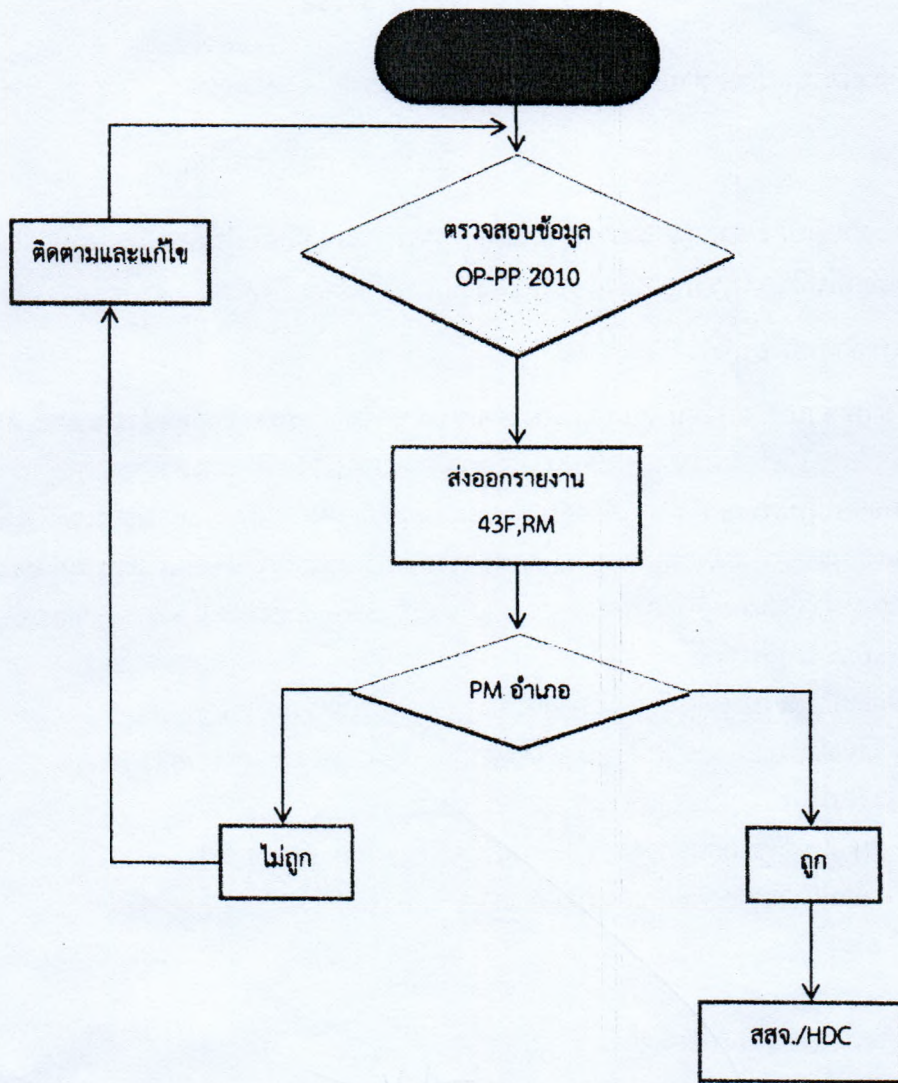 ตรวจสอบข้อมูล
OP-PP 2010
ติดตามและแก้ไข
ส่งออกรายงาน
43F,RM
PM อำเภอ
ไม่ถูก
ถูก
สสจ./HDC